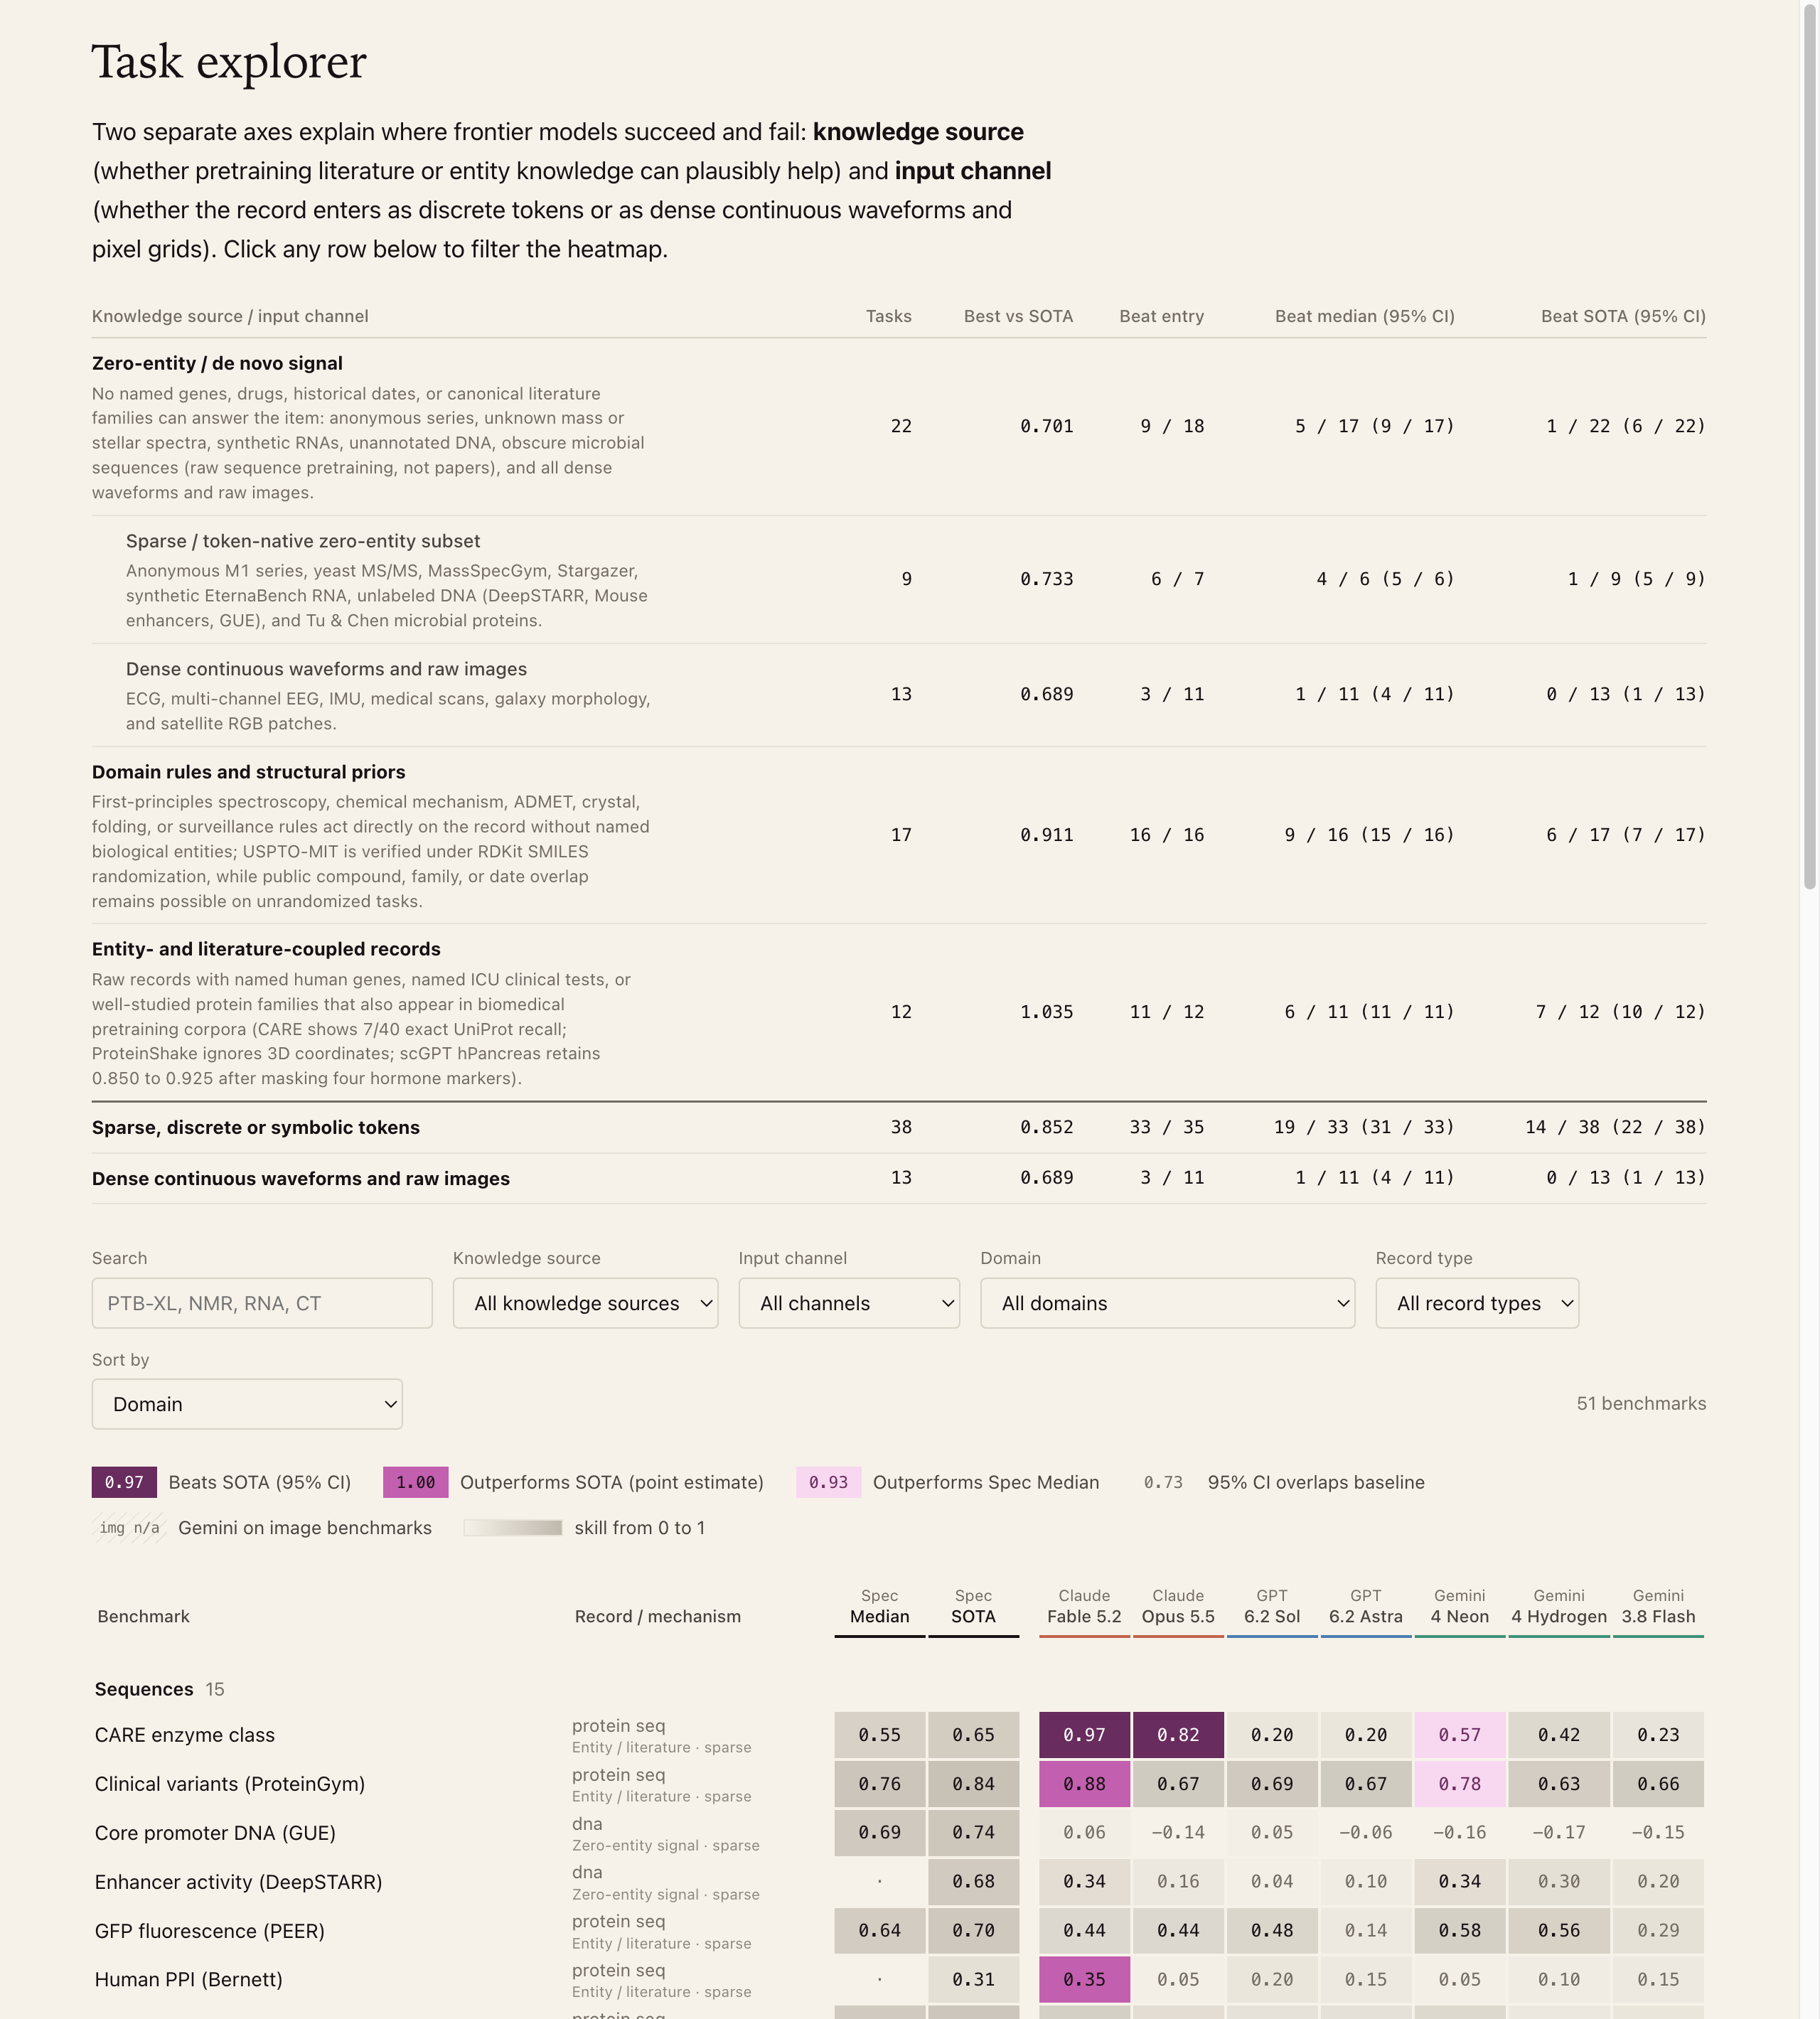 Task explorer
Two separate axes explain where frontier models succeed and fail: knowledge source
(whether pretraining literature or entity knowledge can plausibly help) and input channel
(whether the record enters as discrete tokens or as dense continuous waveforms and
pixel grids). Click any row below to filter the heatmap.
Knowledge source / input channel Tasks Best vs SOTA Beat entry Beat median (95% CI) Beat SOTA (95% CI)
Zero-entity / de novo signal
No named genes, drugs, historical dates, or canonical literature
families can answer the item: anonymous series, unknown mass or
stellar spectra, synthetic RNAs, unannotated DNA, obscure microbial
sequences (raw sequence pretraining, not papers), and all dense
waveforms and raw images.
22 0.701 9 / 18 5 / 17 (9 / 17) 1 / 22 (6 / 22)
Sparse / token-native zero-entity subset
Anonymous M1 series, yeast MS/MS, MassSpecGym, Stargazer,
synthetic EternaBench RNA, unlabeled DNA (DeepSTARR, Mouse
enhancers, GUE), and Tu & Chen microbial proteins.
9 0.733 6 / 7 4 / 6 (5 / 6) 1 / 9 (5 / 9)
Dense continuous waveforms and raw images
ECG, multi-channel EEG, IMU, medical scans, galaxy morphology,
and satellite RGB patches.
13 0.689 3 / 11 1 / 11 (4 / 11) 0 / 13 (1 / 13)
Domain rules and structural priors
First-principles spectroscopy, chemical mechanism, ADMET, crystal,
folding, or surveillance rules act directly on the record without named
biological entities; USPTO-MIT is verified under RDKit SMILES
randomization, while public compound, family, or date overlap
remains possible on unrandomized tasks.
17 0.911 16 / 16 9 / 16 (15 / 16) 6 / 17 (7 / 17)
Entity- and literature-coupled records
Raw records with named human genes, named ICU clinical tests, or
well-studied protein families that also appear in biomedical
pretraining corpora (CARE shows 7/40 exact UniProt recall;
ProteinShake ignores 3D coordinates; scGPT hPancreas retains
0.850 to 0.925 after masking four hormone markers).
12 1.035 11 / 12 6 / 11 (11 / 11) 7 / 12 (10 / 12)
Sparse, discrete or symbolic tokens 38 0.852 33 / 35 19 / 33 (31 / 33) 14 / 38 (22 / 38)
Dense continuous waveforms and raw images 13 0.689 3 / 11 1 / 11 (4 / 11) 0 / 13 (1 / 13)
Search Knowledge source Input channel Domain Record type
PTB-XL, NMR, RNA, CT All knowledge sources All channels All domains All record types
Sort by
Domain 51 benchmarks
0.97 Beats SOTA (95% CI) 1.00 Outperforms SOTA (point estimate) 0.93 Outperforms Spec Median 0.73 95% CI overlaps baseline
img n/a Gemini on image benchmarks skill from 0 to 1
Spec Spec Claude Claude GPT GPT Gemini Gemini Gemini
Benchmark Record / mechanism Median SOTA Fable 5.2 Opus 5.5 6.2 Sol 6.2 Astra 4 Neon 4 Hydrogen 3.8 Flash
Sequences 15
CARE enzyme class protein seq 0.55 0.65 0.97 0.82 0.20 0.20 0.57 0.42 0.23
Entity / literature · sparse
Clinical variants (ProteinGym) protein seq 0.76 0.84 0.88 0.67 0.69 0.67 0.78 0.63 0.66
Entity / literature · sparse
Core promoter DNA (GUE) dna 0.69 0.74 0.06 −0.14 0.05 −0.06 −0.16 −0.17 −0.15
Zero-entity signal · sparse
Enhancer activity (DeepSTARR) dna · 0.68 0.34 0.16 0.04 0.10 0.34 0.30 0.20
Zero-entity signal · sparse
GFP fluorescence (PEER) protein seq 0.64 0.70 0.44 0.44 0.48 0.14 0.58 0.56 0.29
Entity / literature · sparse
Human PPI (Bernett) protein seq · 0.31 0.35 0.05 0.20 0.15 0.05 0.10 0.15
Entity / literature · sparse